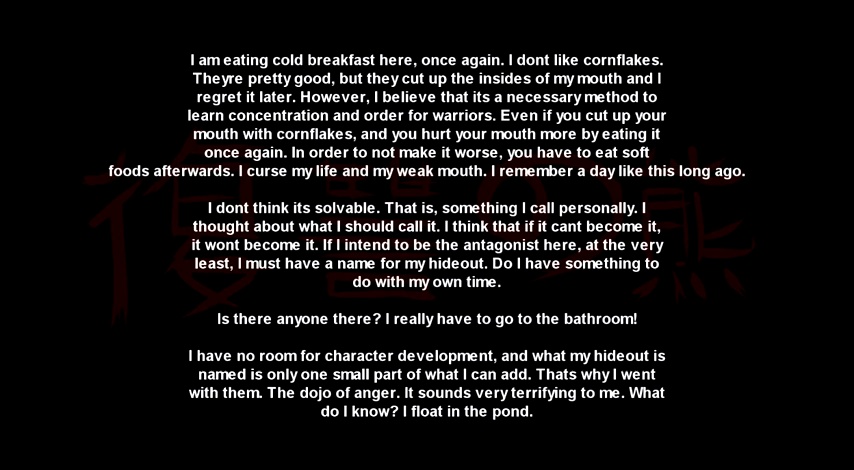 I am eating cold breakfast here, once again. I dont like cornflakes.
Theyre pretty good, but they cut up the insides of my mouth and I
regret it later. However, I believe that its a necessary method to
learn concentration and order for warriors. Even if you cut up your
mouth with cornflakes, and you hurt your mouth more by eating it
once again. In order to not make it worse, you have to eat soft
foods afterwards. I curse my life and my weak mouth. I remember a day like this long ago.
I dont think its solvable. That is, something I call personally. I
thought about what I should call it. I think that if it cant become it,
it wont become it. If I intend to be the antagonist here, at the very
least, I must have a name for my hideout. Do I have something to
do with my own time.
Is there anyone there? I really have to go to the bathroom!
I have no room for character development, and what my hideout is
named is only one small part of what I can add. Thats why I went
with them. The dojo of anger. It sounds very terrifying to me. What
do I know? I float in the pond.
復讐の熊